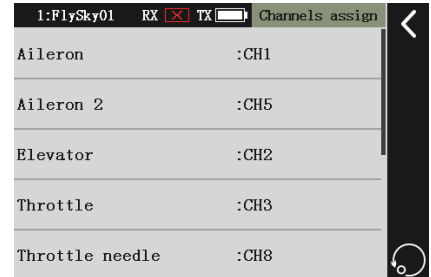 1:FlySky01 RX TX Channels assign
Aileron :CH1
Aileron 2 :CH5
Elevator :CH2
Throttle :CH3
Throttle needle :CH8